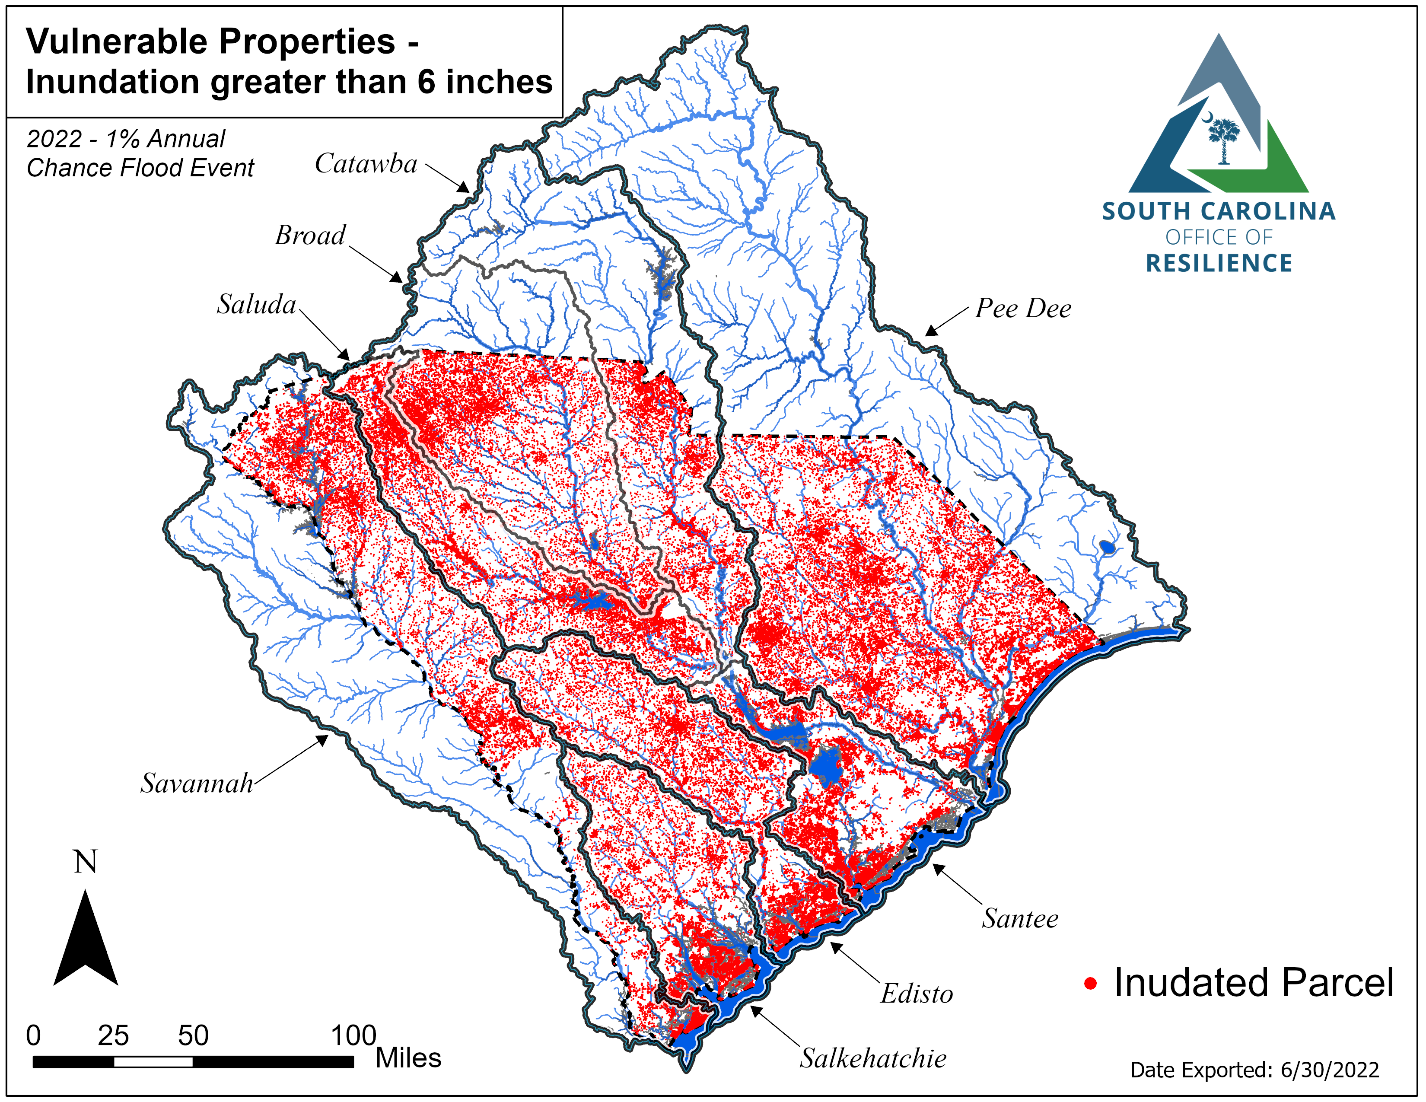 Vulnerable Properties -
Inundation greater than 6 inches
2022 - 1% Annual
Chance Flood Event
Catawba
Broad
Saluda
SOUTH CAROLINA
OFFICE OF
RESILIENCE
Pee Dee
Savannah
N
Santee
Edisto
Salkehatchie
Inudated Parcel
0 25 50 100
Miles
Date Exported: 6/30/2022